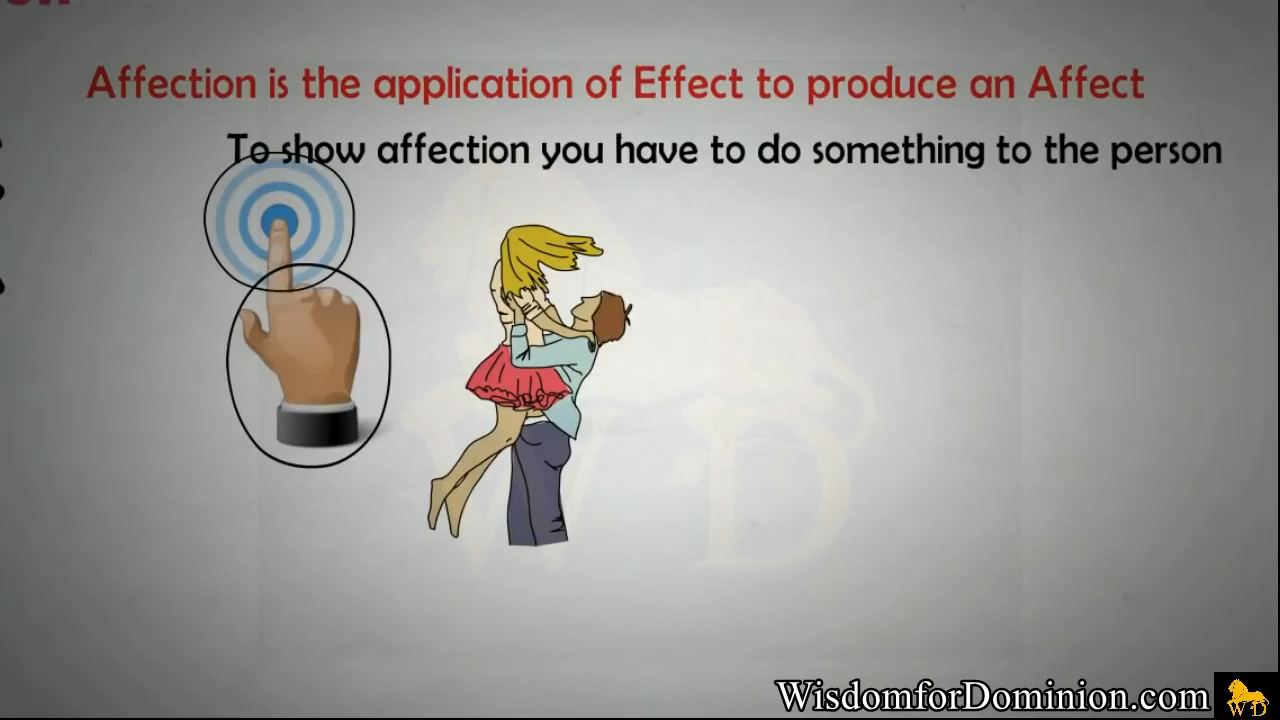 Affection is the application of Effect to produce an Affect
To show affection you have to do something to the person
W D
WisdomforDominion.com
WD